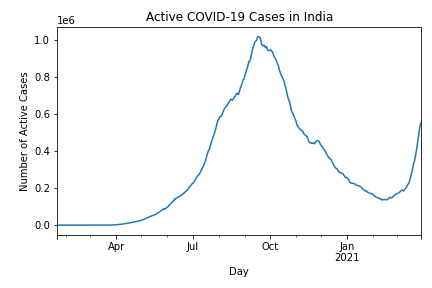 Active COVID-19 Cases in India
1e6
1.0
0.8
0.6
0.4
0.2
0.0
Number of Active Cases
Apr
Jul
Oct
Jan
2021
Day